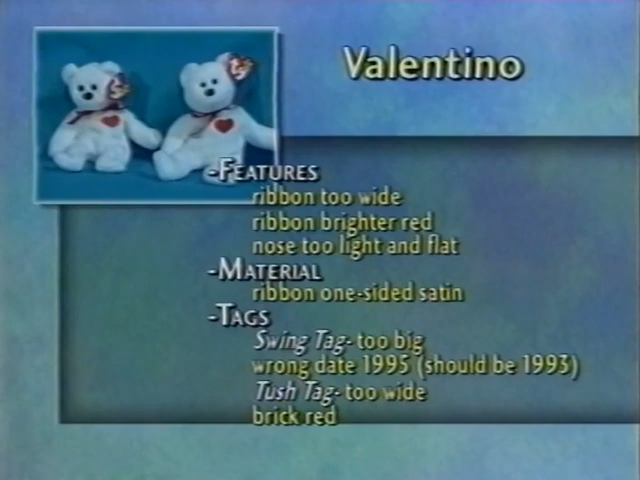 Valentino
-FEATURES
ribbon too wide
ribbon brighter red
nose too light and flat
-MATERIAL
ribbon one-sided satin
-TAGS
Swing Tag- too big
wrong date 1995 (should be 1993)
Tush Tag- too wide
brick red